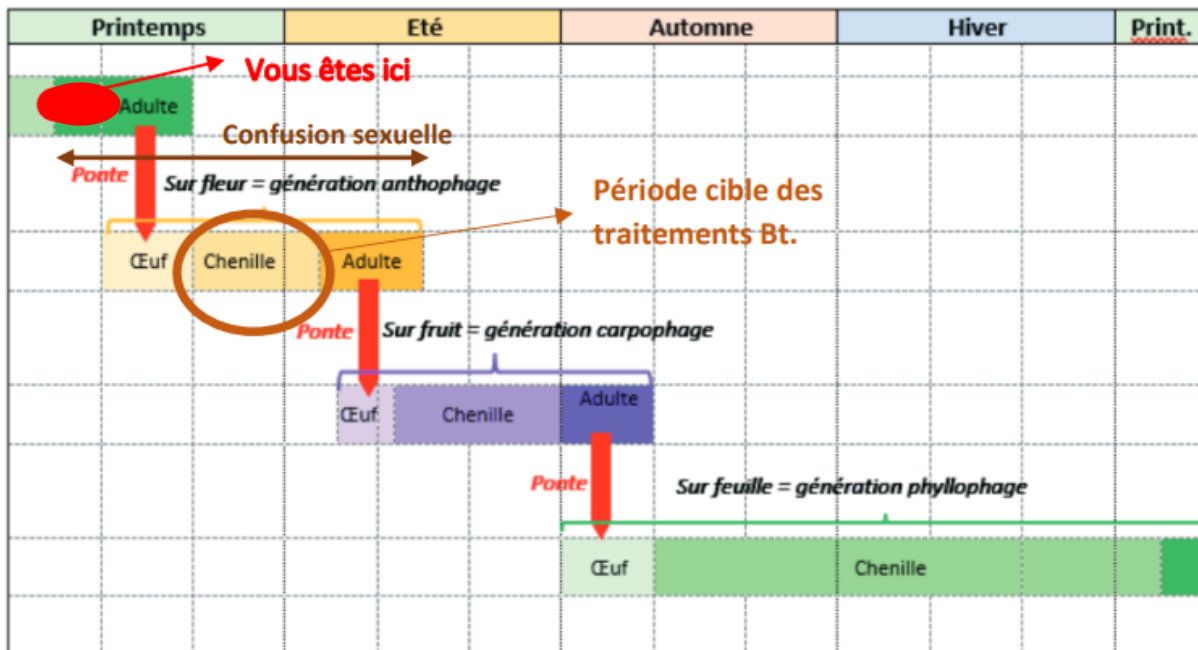 Printemps Eté Automne Hiver Print.
Vous êtes ici
Adulte
Confusion sexuelle
Ponte
Sur fleur = génération anthophage
Période cible des
traitements Bt.
Œuf Chenille Adulte
Ponte
Sur fruit = génération carpophage
Œuf Chenille Adulte
Ponte
Sur feuille = génération phyllophage
Œuf Chenille